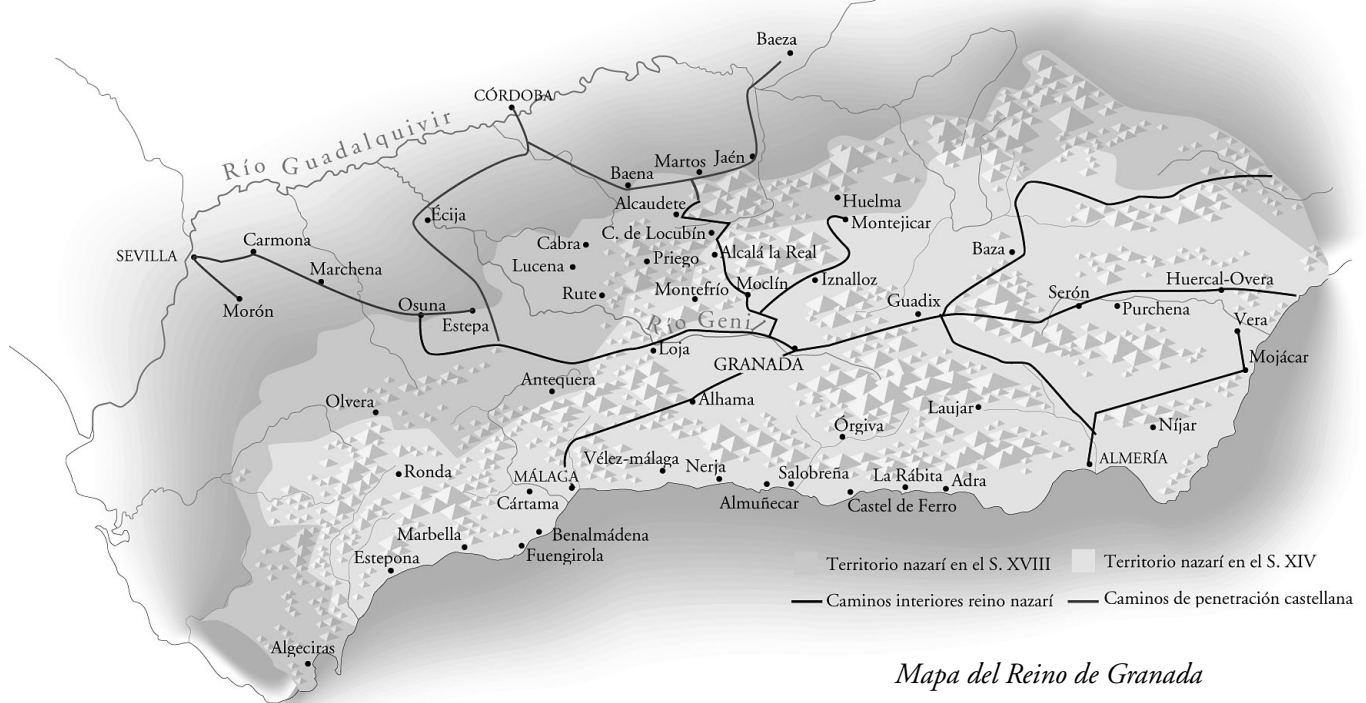 Baeza
CÓRDOBA
Río Guadalquivir
Martos
Jaén
Baena
Alcaudete
Huelma
Écija
Montejicar
C. de Locubín
Carmona
Cabra
Alcalá la Real
Baza
SEVILLA
Priego
Marchena
Lucena
Iznalloz
Huercal-Overa
Moclín
Rute
Montefrío
Guadix
Serón
Osuna
Purchena
Morón
Estepa
Río Geni
Vera
Loja
GRANADA
Mojácar
Antequera
Olvera
Alhama
Laujar
Órgiva
Níjar
Vélez-málaga
Nerja
ALMERÍA
Ronda
MÁLAGA
Salobreña
La Rábita
Adra
Cártama
Almuñecar
Castel de Ferro
Marbella
Benalmádena
Fuengirola
Estepona
Territorio nazarí en el S. XVIII
Territorio nazarí en el S. XIV
Caminos interiores reino nazarí
Caminos de penetración castellana
Algeciras
Mapa del Reino de Granada